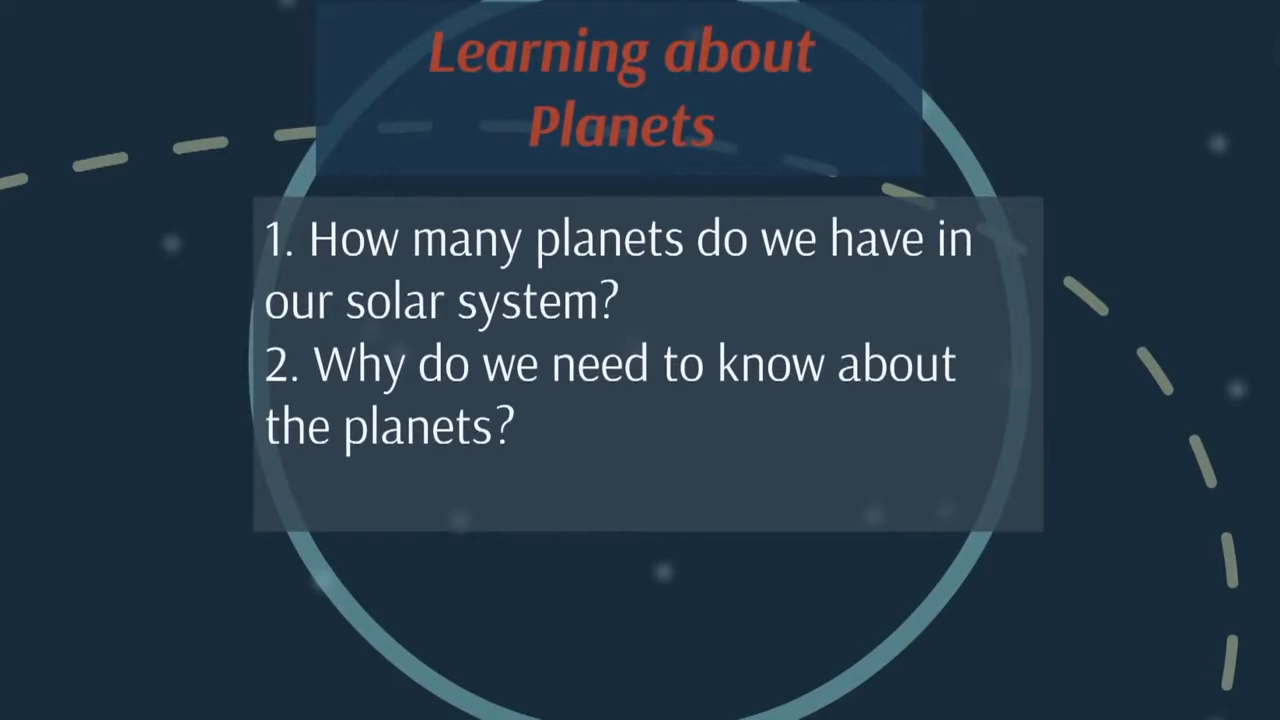 Learning about
Planets
1. How many planets do we have in
our solar system?
2. Why do we need to know about
the planets?